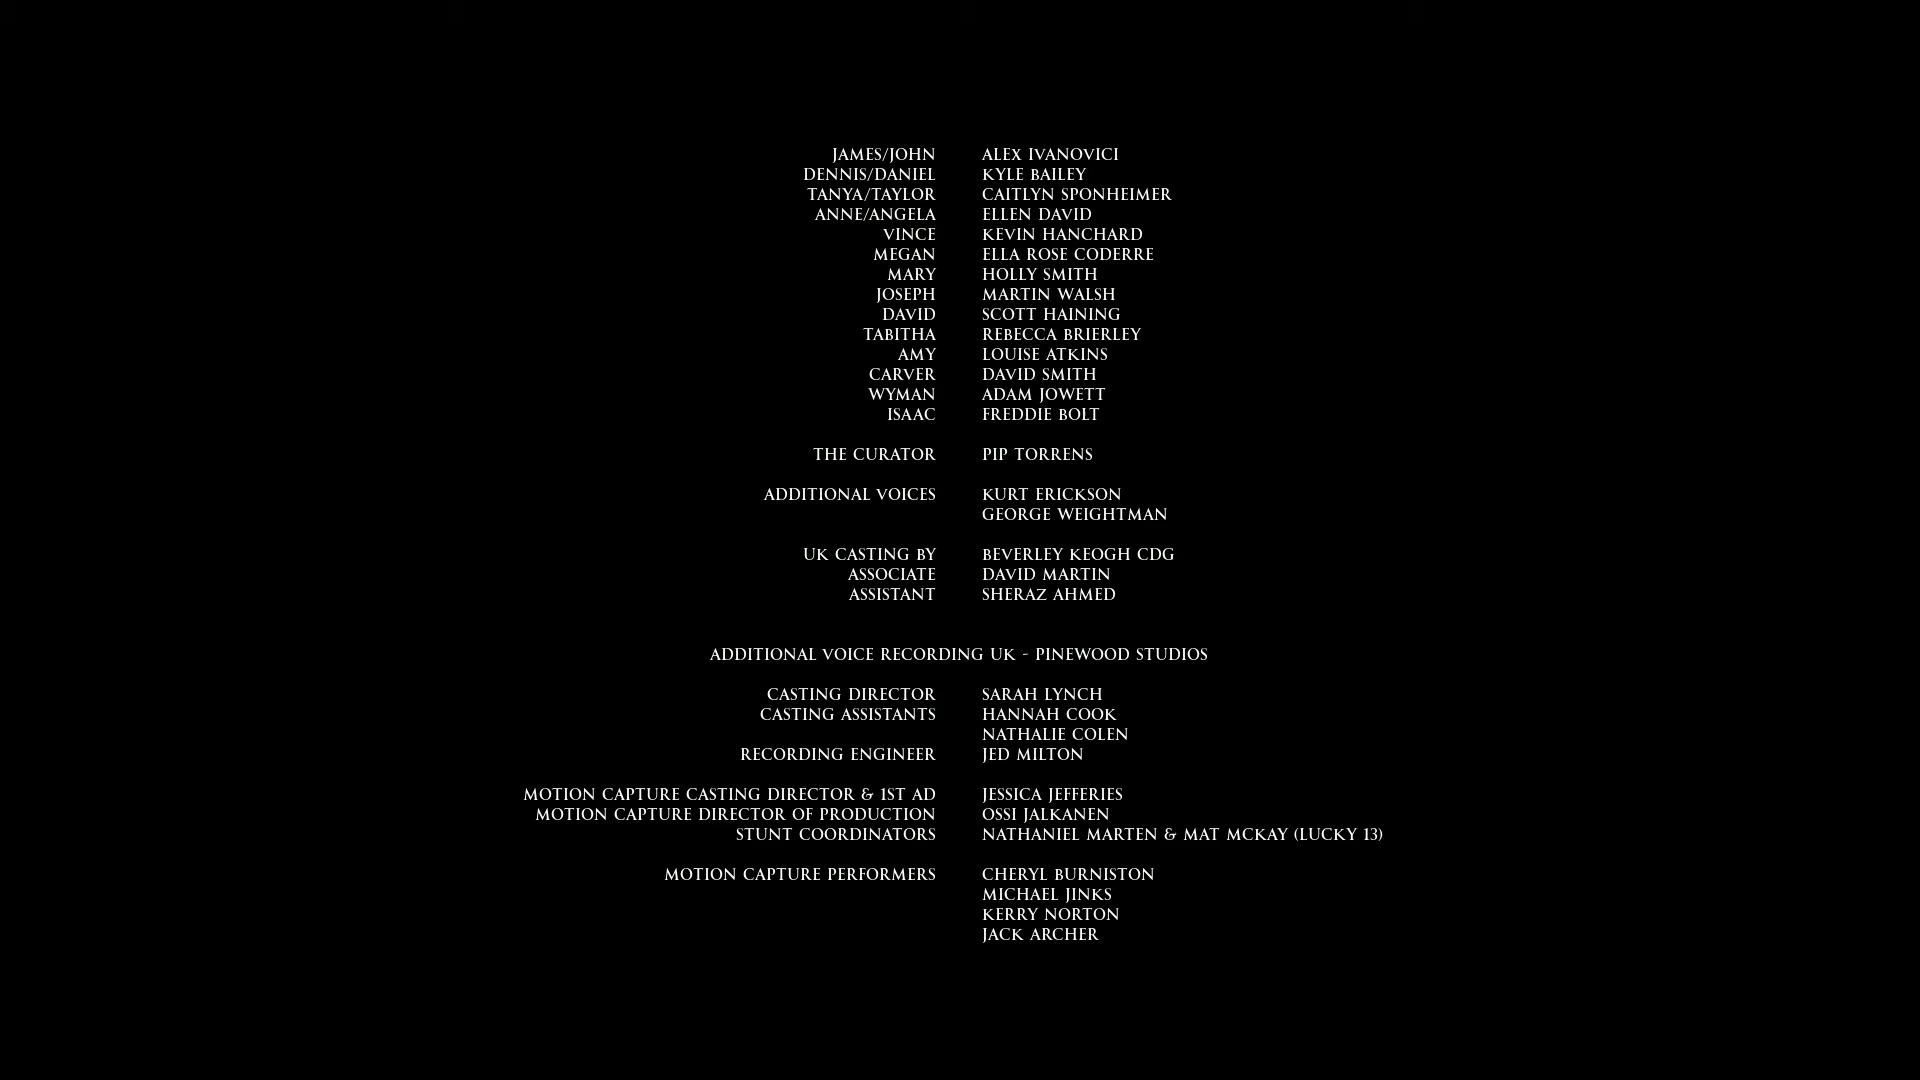 JAMES/JOHN ALEX IVANOVICI
DENNIS/DANIEL KYLE BAILEY
TANYA/TAYLOR CAITLYN SPONHEIMER
ANNE/ANGELA ELLEN DAVID
VINCE KEVIN HANCHARD
MEGAN ELLA ROSE CODERRE
MARY HOLLY SMITH
JOSEPH MARTIN WALSH
DAVID SCOTT HAINING
TABITHA REBECCA BRIERLEY
AMY LOUISE ATKINS
CARVER DAVID SMITH
WYMAN ADAM JOWETT
ISAAC FREDDIE BOLT
THE CURATOR PIP TORRENS
ADDITIONAL VOICES KURT ERICKSON
GEORGE WEIGHTMAN
UK CASTING BY BEVERLEY KEOGH CDG
ASSOCIATE DAVID MARTIN
ASSISTANT SHERAZ AHMED
ADDITIONAL VOICE RECORDING UK - PINEWOOD STUDIOS
CASTING DIRECTOR SARAH LYNCH
CASTING ASSISTANTS HANNAH COOK
NATHALIE COLEN
RECORDING ENGINEER JED MILTON
MOTION CAPTURE CASTING DIRECTOR & 1ST AD JESSICA JEFFERIES
MOTION CAPTURE DIRECTOR OF PRODUCTION OSSI JALKANEN
STUNT COORDINATORS NATHANIEL MARTEN & MAT MCKAY (LUCKY 13)
MOTION CAPTURE PERFORMERS CHERYL BURNISTON
MICHAEL JINKS
KERRY NORTON
JACK ARCHER